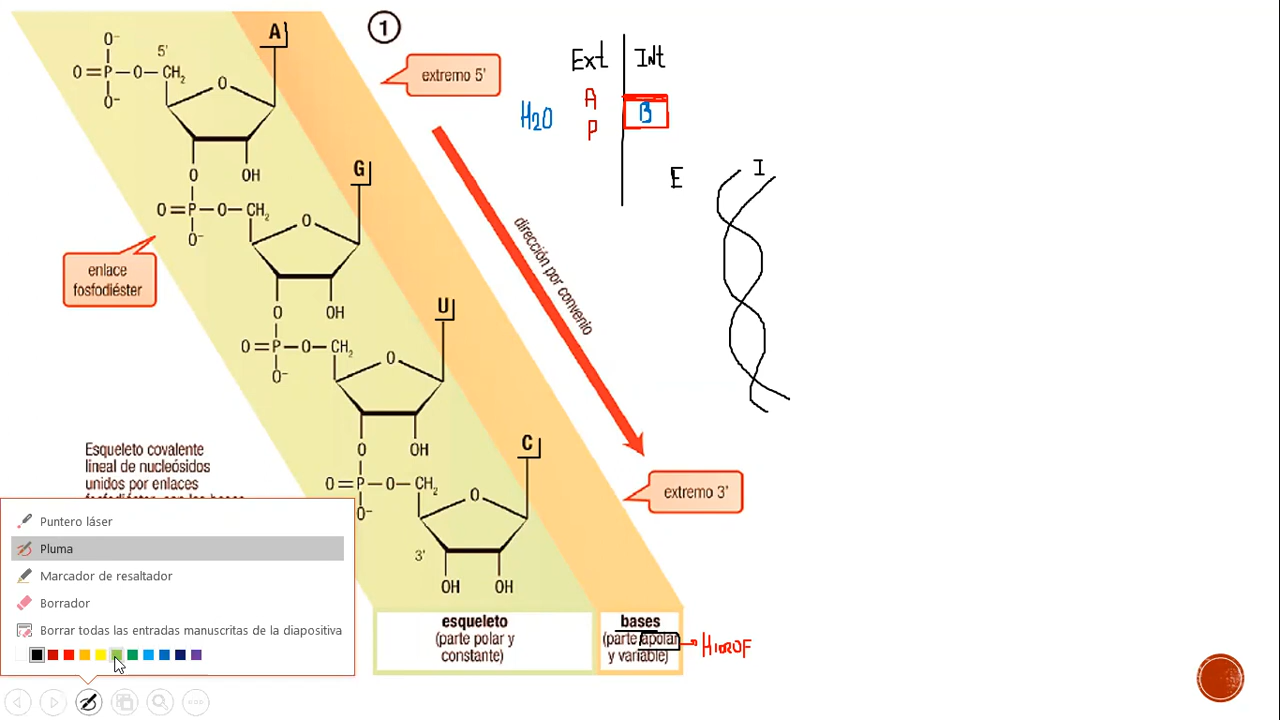 1
extremo 5'
A
G
U
C
5'
O⁻
O=P—O—CH₂
O⁻
O
O
OH
O=P—O—CH₂
O⁻
O
O
OH
O=P—O—CH₂
O⁻
O
O
OH
O=P—O—CH₂
O⁻
O
3'
OH
OH
enlace
fosfodiéster
dirección por convenio
extremo 3'
Esqueleto covalente
lineal de nucleósidos
unidos por enlaces
esqueleto
(parte polar y
constante)
bases
(parte apolar
y variable)
HIDROF
Ext
INt
H2O
A
P
B
E
I
Puntero láser
Pluma
Marcador de resaltador
Borrador
Borrar todas las entradas manuscritas de la diapositiva